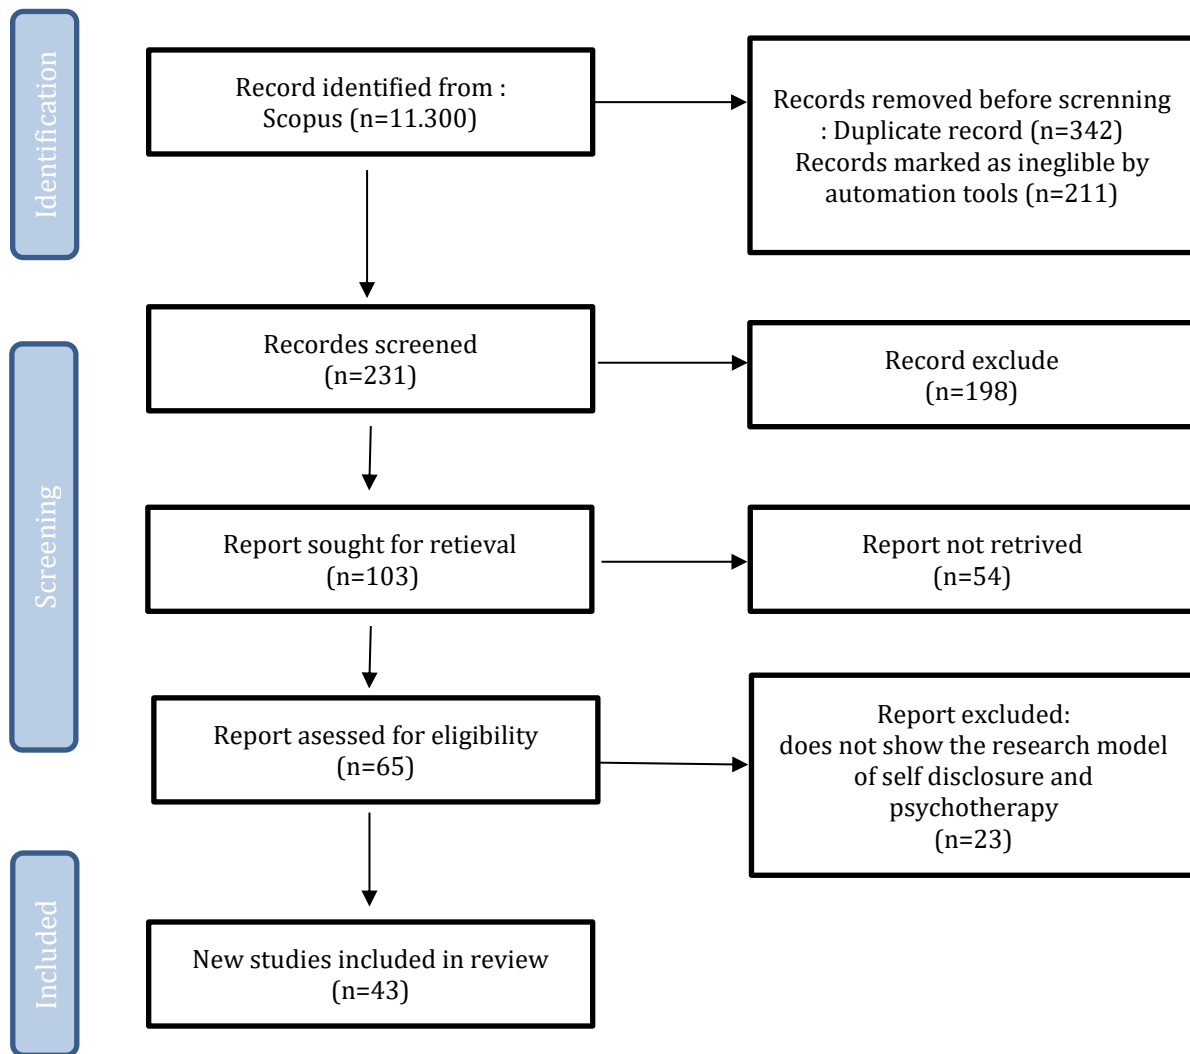 Identification
Record identified from :
Scopus (n=11.300)
Records removed before screnning
: Duplicate record (n=342)
Records marked as ineglible by
automation tools (n=211)
Screening
Recordes screened
(n=231)
Record exclude
(n=198)
Report sought for retieval
(n=103)
Report not retrived
(n=54)
Report asessed for eligibility
(n=65)
Report excluded:
does not show the research model
of self disclosure and
psychotherapy
(n=23)
Included
New studies included in review
(n=43)